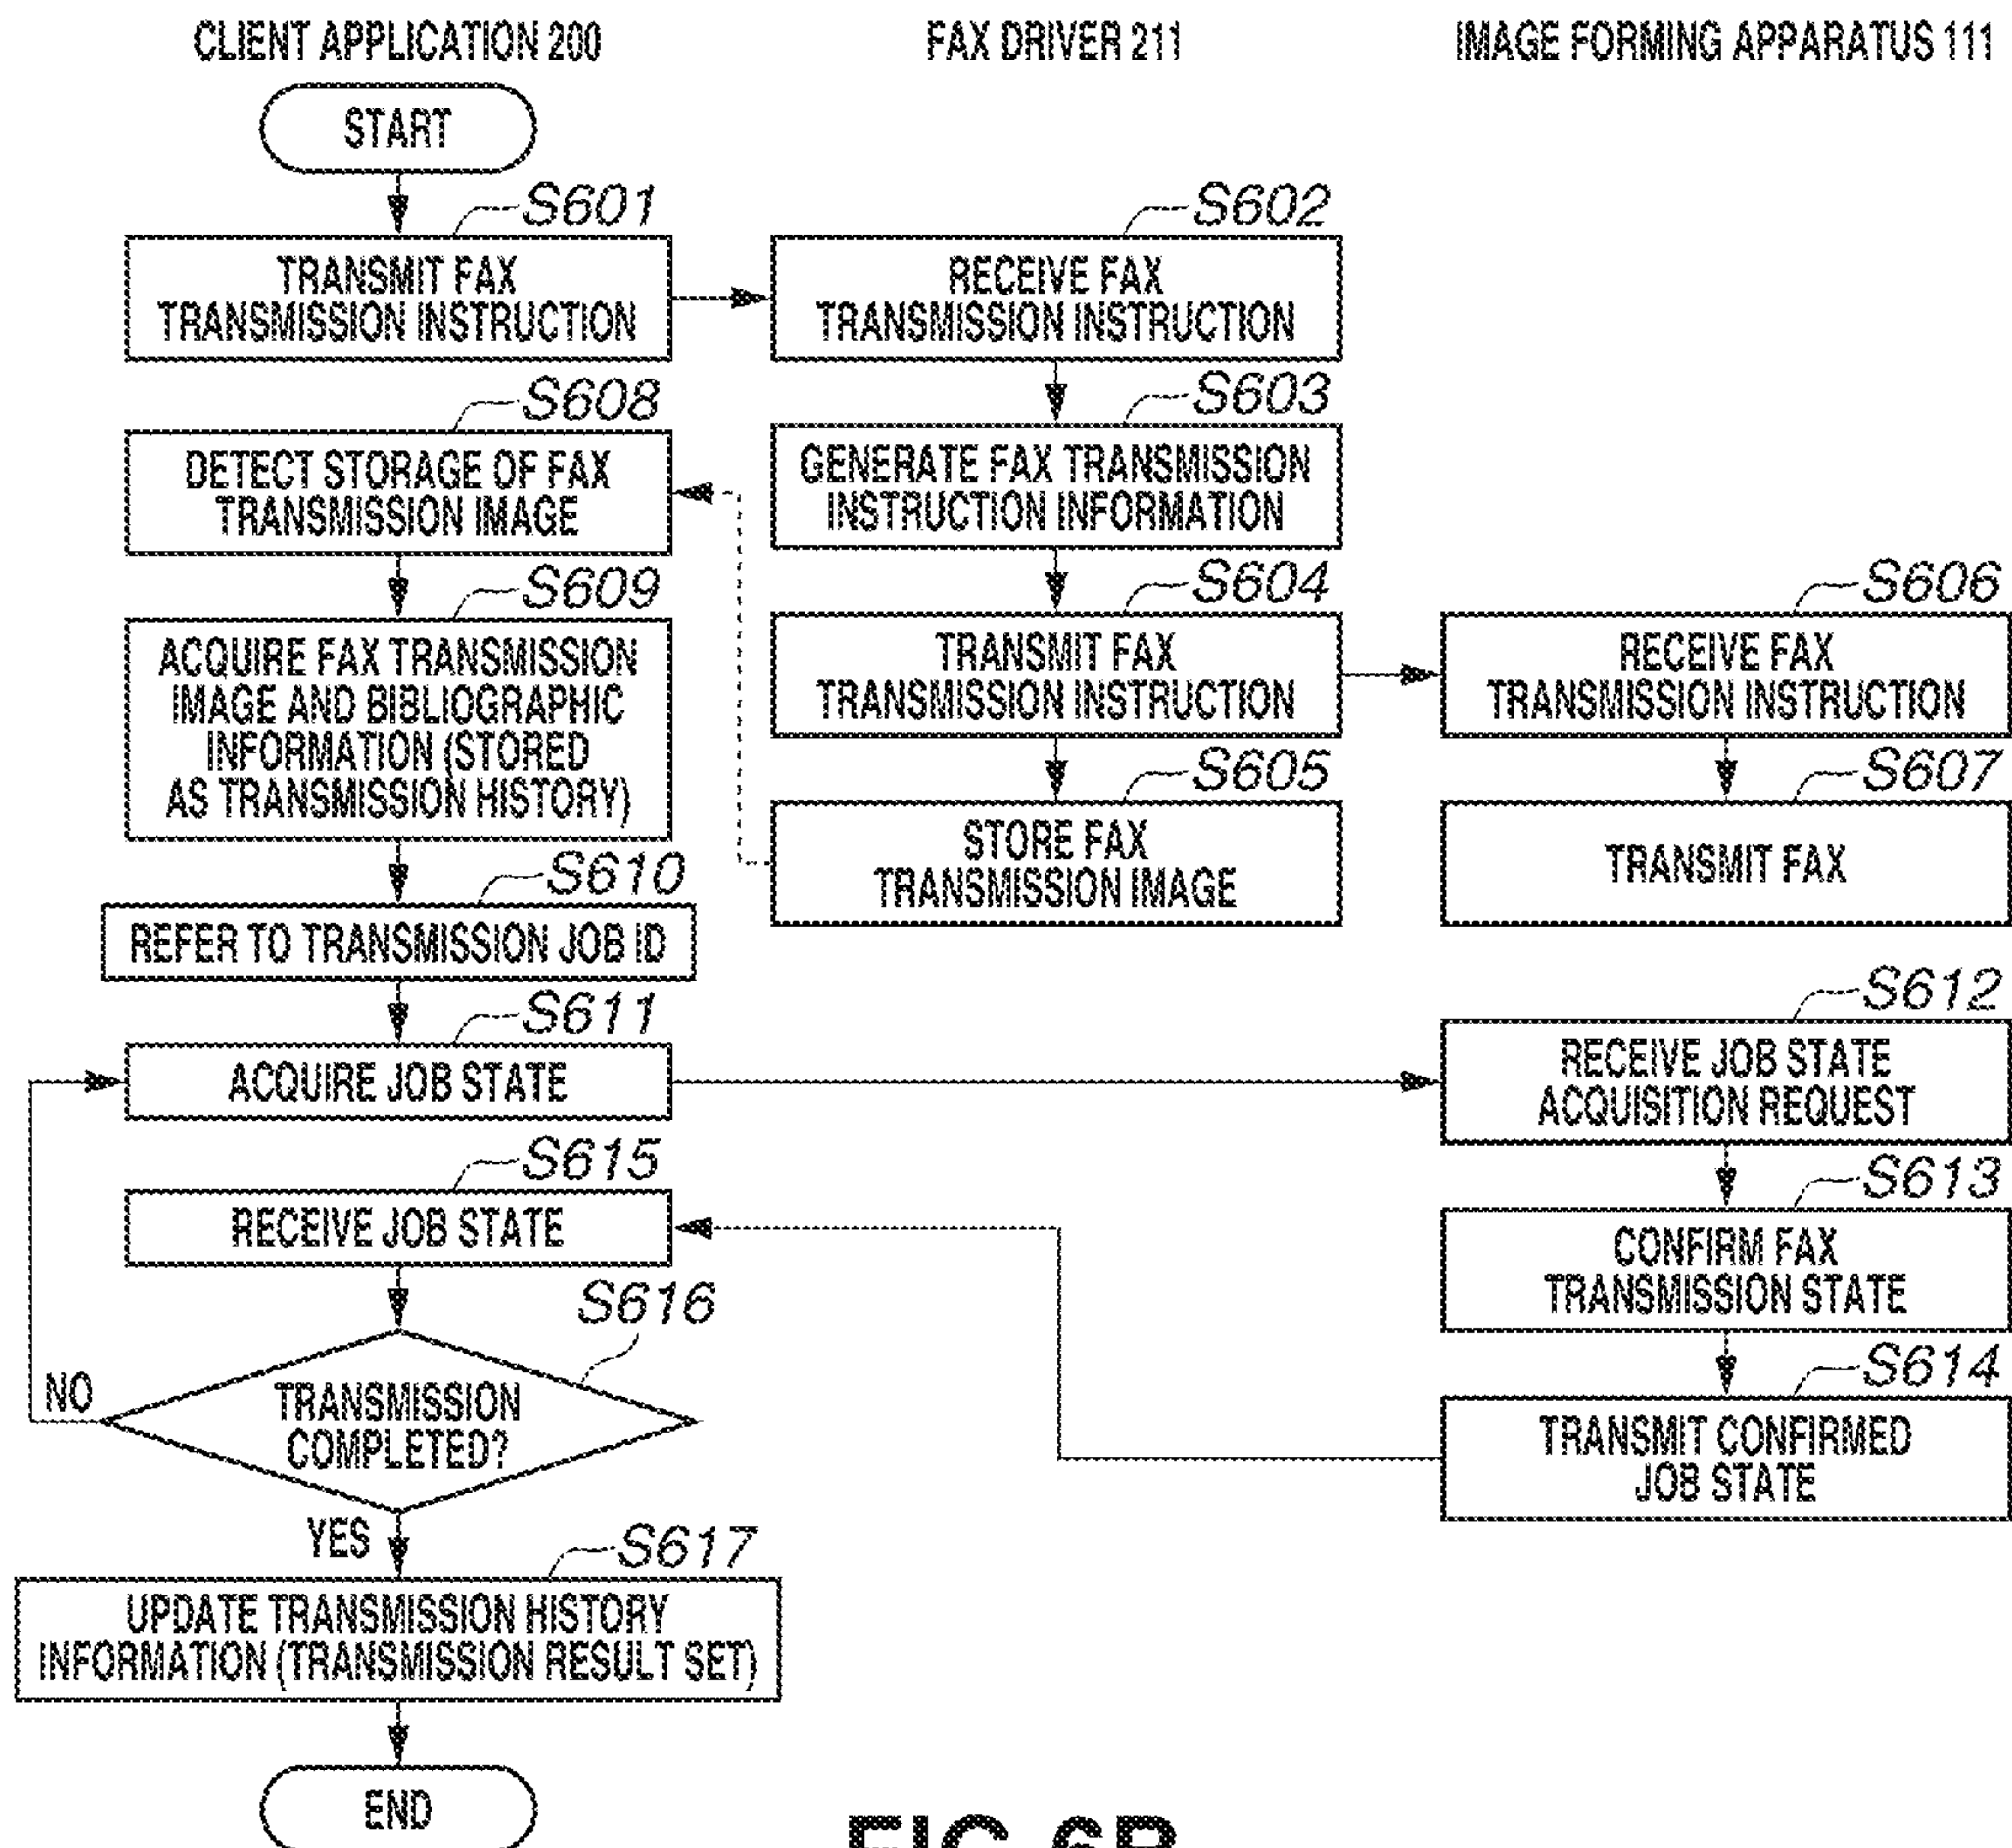 CLIENT APPLICATION 200
FAX DRIVER 211
IMAGE FORMING APPARATUS 111
START
S601
TRANSMIT FAX
TRANSMISSION INSTRUCTION
S602
RECEIVE FAX
TRANSMISSION INSTRUCTION
S608
DETECT STORAGE OF FAX
TRANSMISSION IMAGE
S603
GENERATE FAX TRANSMISSION
INSTRUCTION INFORMATION
S609
ACQUIRE FAX TRANSMISSION
IMAGE AND BIBLIOGRAPHIC
INFORMATION (STORED
AS TRANSMISSION HISTORY)
S604
TRANSMIT FAX
TRANSMISSION INSTRUCTION
S606
RECEIVE FAX
TRANSMISSION INSTRUCTION
S605
STORE FAX
TRANSMISSION IMAGE
S607
TRANSMIT FAX
S610
REFER TO TRANSMISSION JOB ID
S611
ACQUIRE JOB STATE
S612
RECEIVE JOB STATE
ACQUISITION REQUEST
S615
RECEIVE JOB STATE
S613
CONFIRM FAX
TRANSMISSION STATE
S616
TRANSMISSION
COMPLETED?
NO
YES
S614
TRANSMIT CONFIRMED
JOB STATE
S617
UPDATE TRANSMISSION HISTORY
INFORMATION (TRANSMISSION RESULT SET)
END